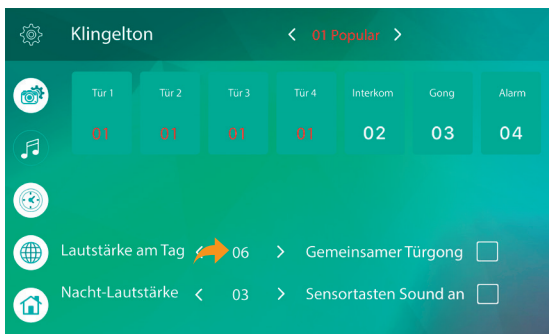 Klingelton < 01 Popular >
Tür 1 Tür 2 Tür 3 Tür 4 Interkom Gong Alarm
01 01 01 01 02 03 04
Lautstärke am Tag < 06 > Gemeinsamer Türgong
Nacht-Lautstärke < 03 > Sensortasten Sound an